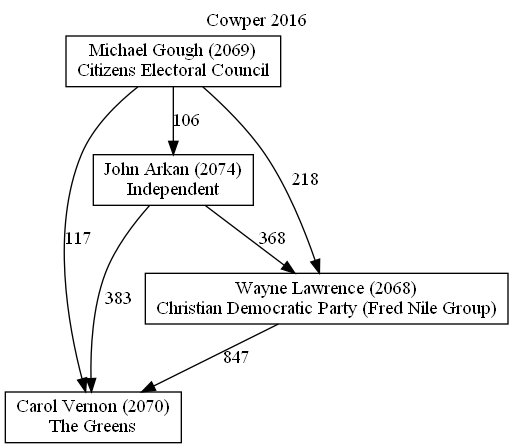 Cowper 2016
Michael Gough (2069)
Citizens Electoral Council
106
John Arkan (2074)
Independent
218
117
368
383
Wayne Lawrence (2068)
Christian Democratic Party (Fred Nile Group)
847
Carol Vernon (2070)
The Greens